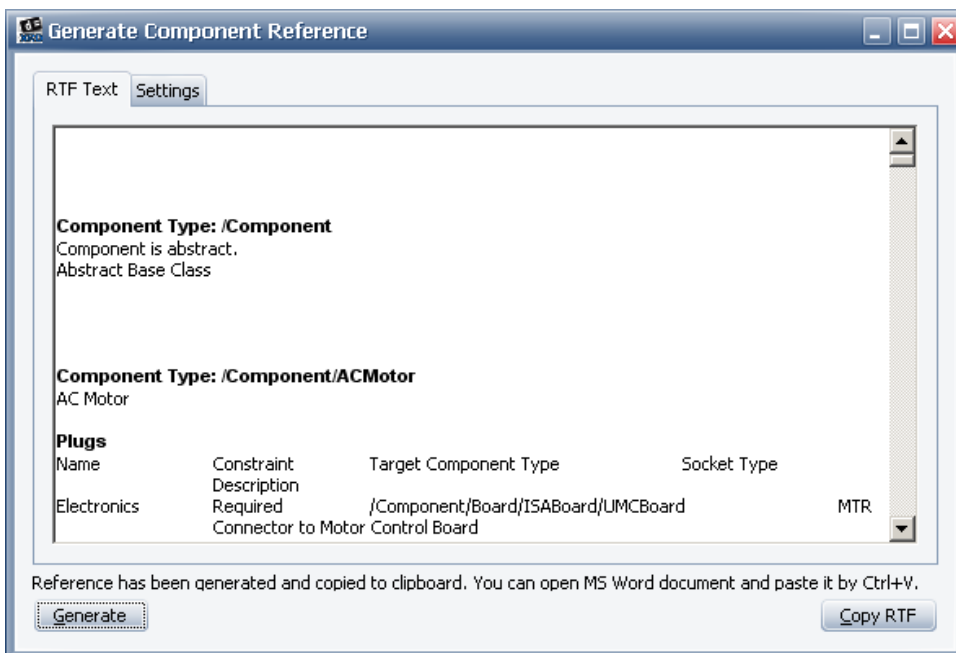 Generate Component Reference
RTF Text Settings
Component Type: /Component
Component is abstract.
Abstract Base Class
Component Type: /Component/ACMotor
AC Motor
Plugs
Name Constraint Target Component Type Socket Type
Description
Electronics Required /Component/Board/ISABoard/UMCBoard MTR
Connector to Motor Control Board
Reference has been generated and copied to clipboard. You can open MS Word document and paste it by Ctrl+V.
Generate Copy RTF